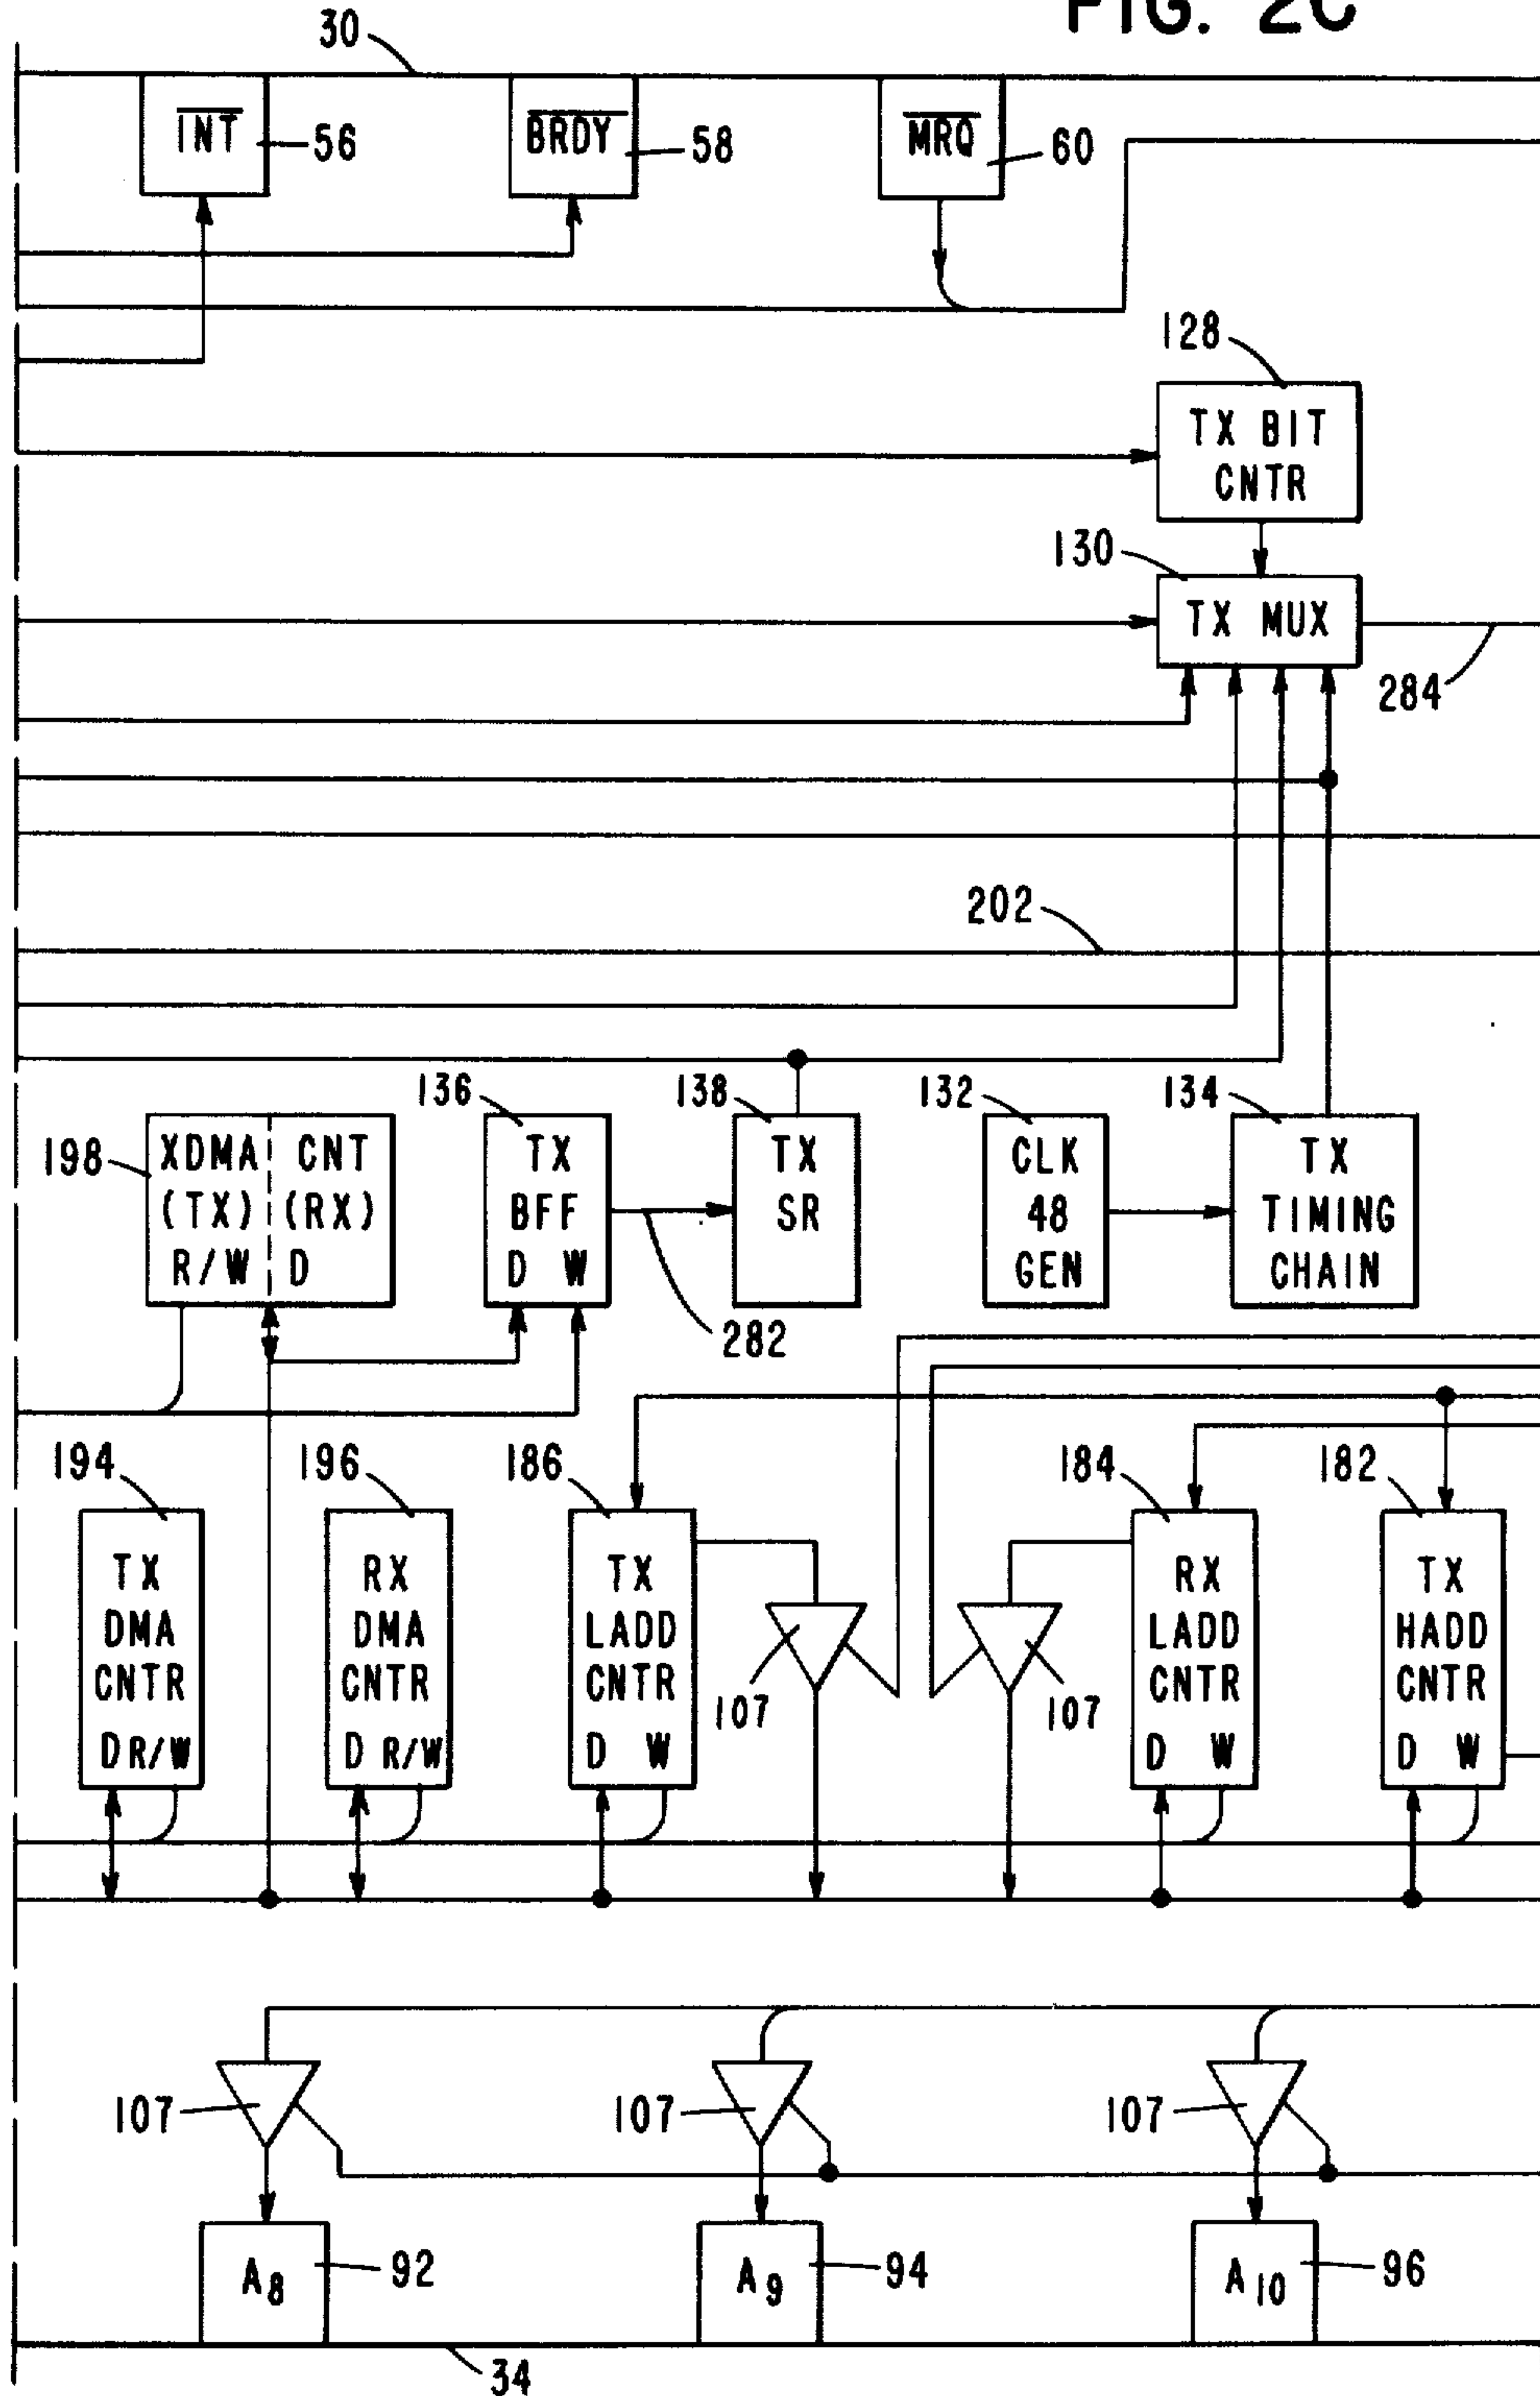 FIG. 2C
30
INT
56
BRDY
58
MRQ
60
128
TX BIT
CNTR
130
TX MUX
284
202
198
XDMA CNT
(TX) (RX)
R/W D
136
TX
BFF
D W
282
138
TX
SR
132
CLK
48
GEN
134
TX
TIMING
CHAIN
194
TX
DMA
CNTR
D R/W
196
RX
DMA
CNTR
D R/W
186
TX
LADD
CNTR
D W
107
107
184
RX
LADD
CNTR
D W
182
TX
HADD
CNTR
D W
107
107
107
A8
92
A9
94
A10
96
34